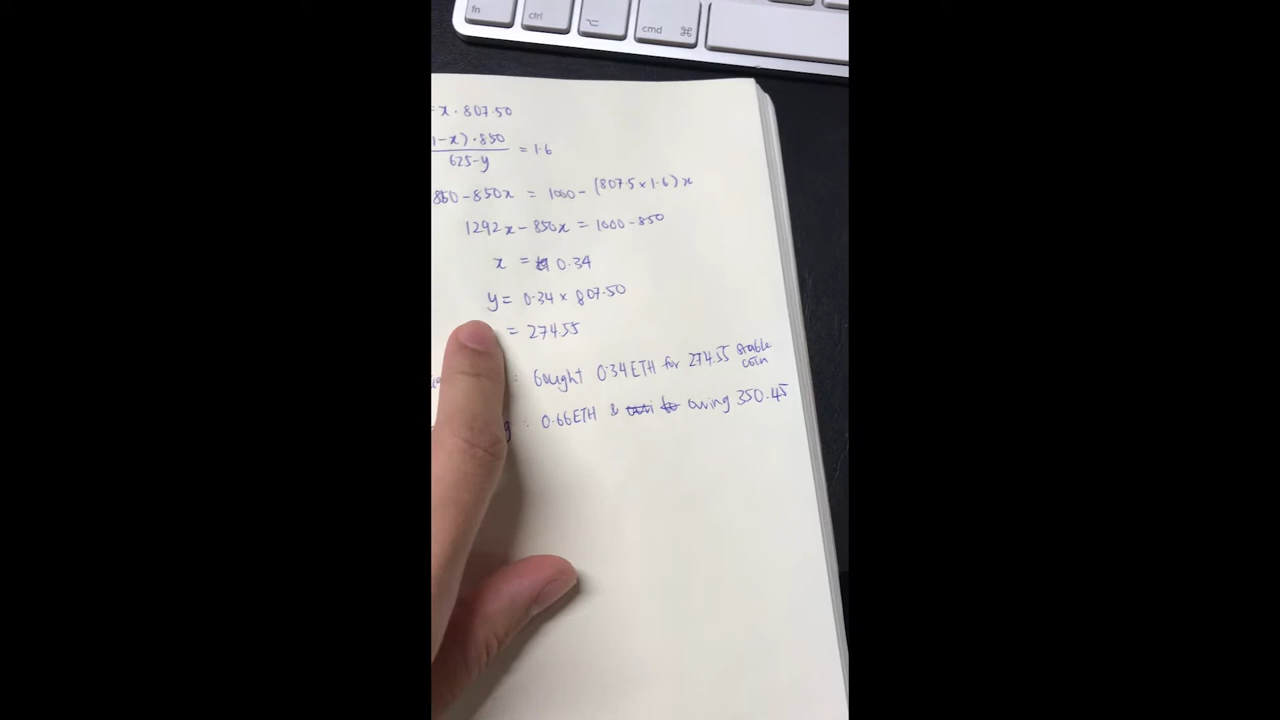 fn ctrl ⌥ cmd ⌘
= x · 807.50
1-x) · 850
625-y
= 1.6
850 - 850x = 1000 - (807.5 x 1.6) x
1292x - 850x = 1000 - 850
x = 0.34
y = 0.34 x 807.50
= 274.55
: bought 0.34 ETH for 274.55 stable
coin
g : 0.66 ETH & owing 350.45